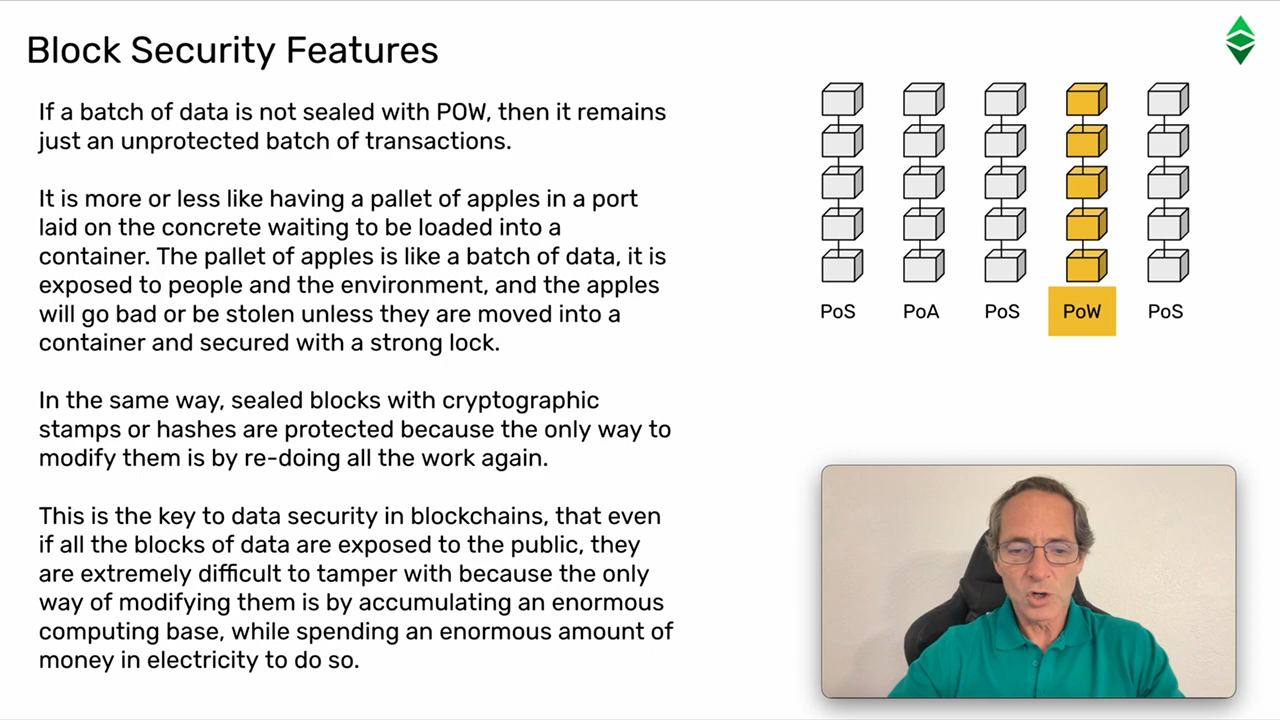 Block Security Features
If a batch of data is not sealed with POW, then it remains
just an unprotected batch of transactions.
It is more or less like having a pallet of apples in a port
laid on the concrete waiting to be loaded into a
container. The pallet of apples is like a batch of data, it is
exposed to people and the environment, and the apples
will go bad or be stolen unless they are moved into a
container and secured with a strong lock.
In the same way, sealed blocks with cryptographic
stamps or hashes are protected because the only way to
modify them is by re-doing all the work again.
This is the key to data security in blockchains, that even
if all the blocks of data are exposed to the public, they
are extremely difficult to tamper with because the only
way of modifying them is by accumulating an enormous
computing base, while spending an enormous amount of
money in electricity to do so.
PoS PoA PoS PoW PoS